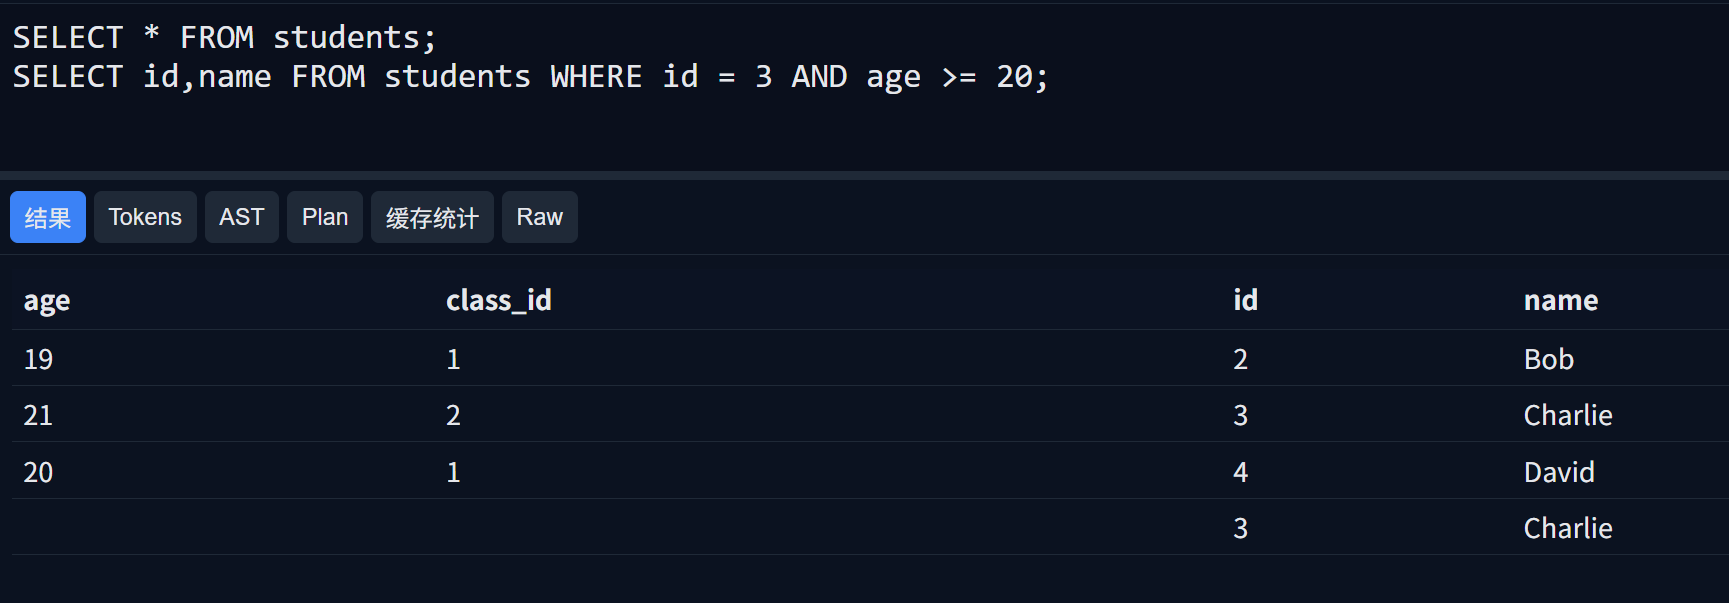 SELECT * FROM students;
SELECT id,name FROM students WHERE id = 3 AND age >= 20;
结果 Tokens AST Plan 缓存统计 Raw
age class_id id name
19 1 2 Bob
21 2 3 Charlie
20 1 4 David
3 Charlie